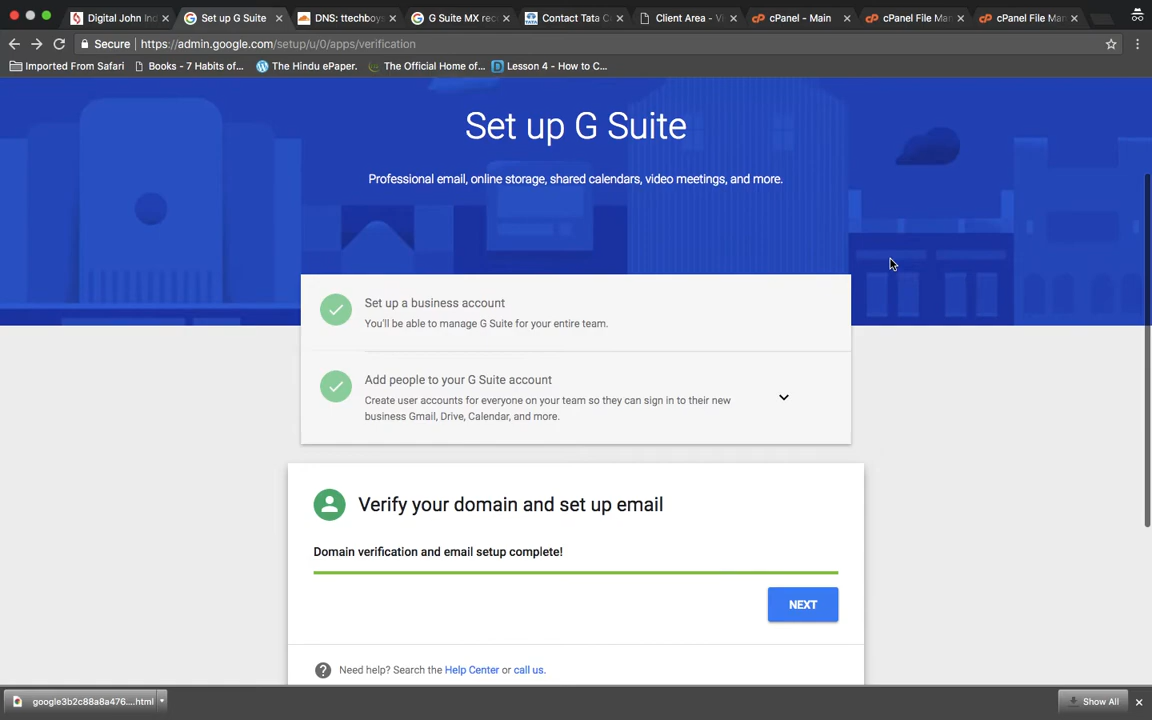 Digital John Inc
Set up G Suite
DNS: ttechboys
G Suite MX rec
Contact Tata C
Client Area - Vi
cPanel - Main
cPanel File Man
cPanel File Man
Secure
https://admin.google.com/setup/u/0/apps/verification
Imported From Safari
Books - 7 Habits of...
The Hindu ePaper.
The Official Home of...
Lesson 4 - How to C...
Set up G Suite
Professional email, online storage, shared calendars, video meetings, and more.
Set up a business account
You'll be able to manage G Suite for your entire team.
Add people to your G Suite account
Create user accounts for everyone on your team so they can sign in to their new
business Gmail, Drive, Calendar, and more.
Verify your domain and set up email
Domain verification and email setup complete!
NEXT
Need help? Search the Help Center or call us.
google3b2c88a8a476....html
Show All